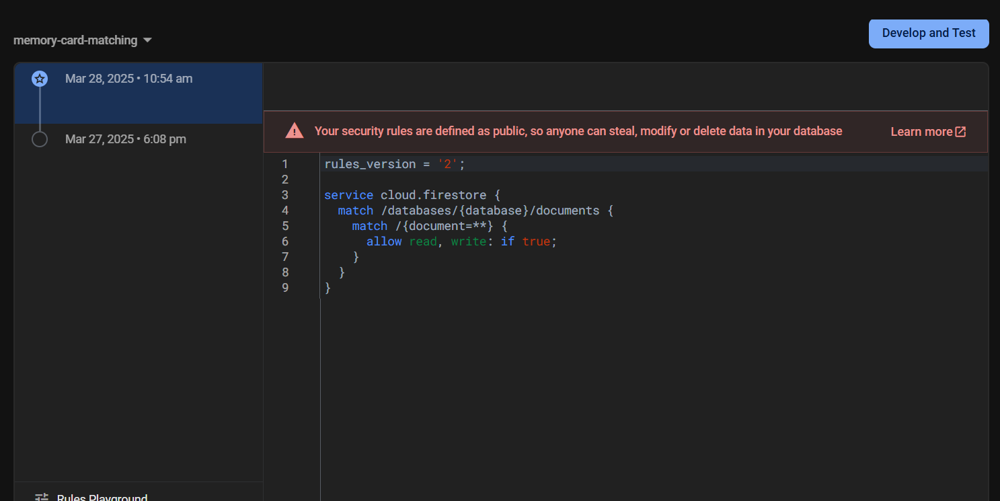 memory-card-matching
Develop and Test
Mar 28, 2025 • 10:54 am
Mar 27, 2025 • 6:08 pm
Your security rules are defined as public, so anyone can steal, modify or delete data in your database
Learn more
1 rules_version = '2';
2
3 service cloud.firestore {
4   match /databases/{database}/documents {
5     match /{document=**} {
6       allow read, write: if true;
7     }
8   }
9 }
Rules Playground